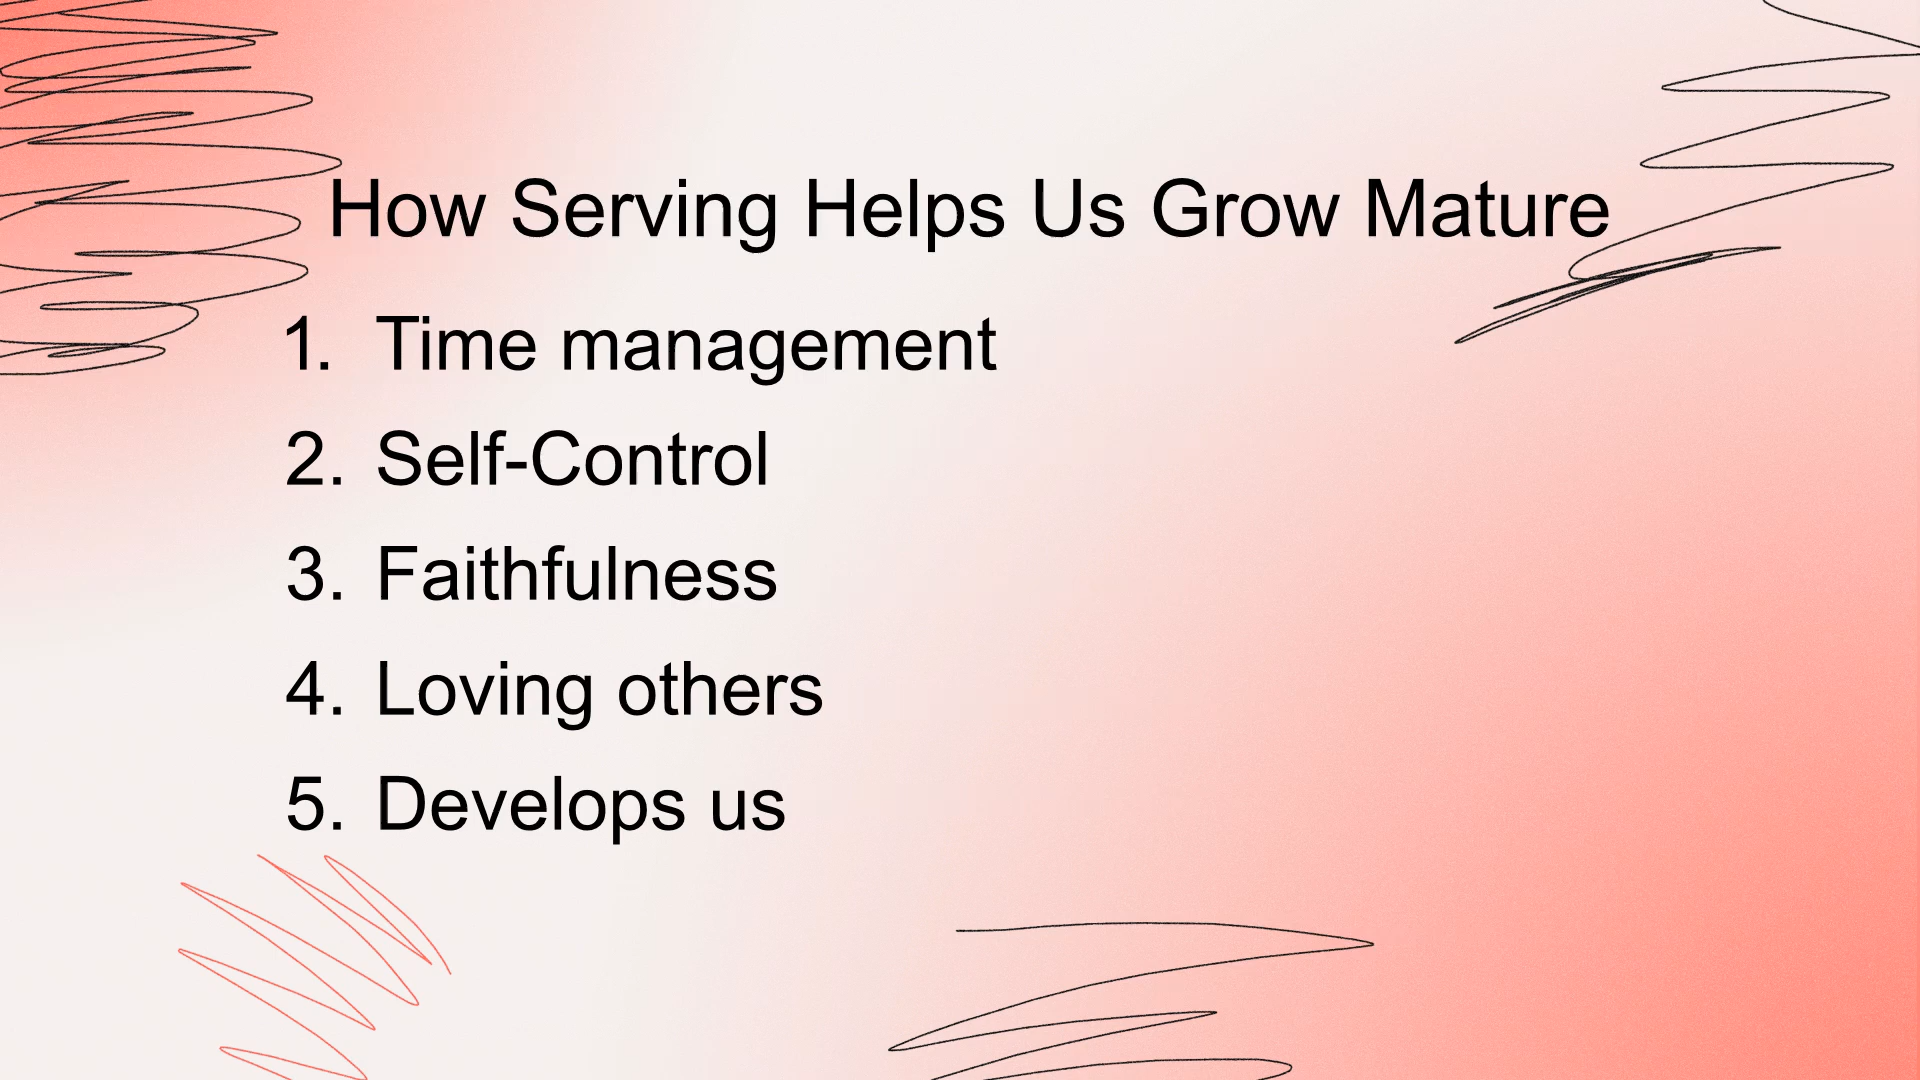 How Serving Helps Us Grow Mature
1. Time management
2. Self-Control
3. Faithfulness
4. Loving others
5. Develops us